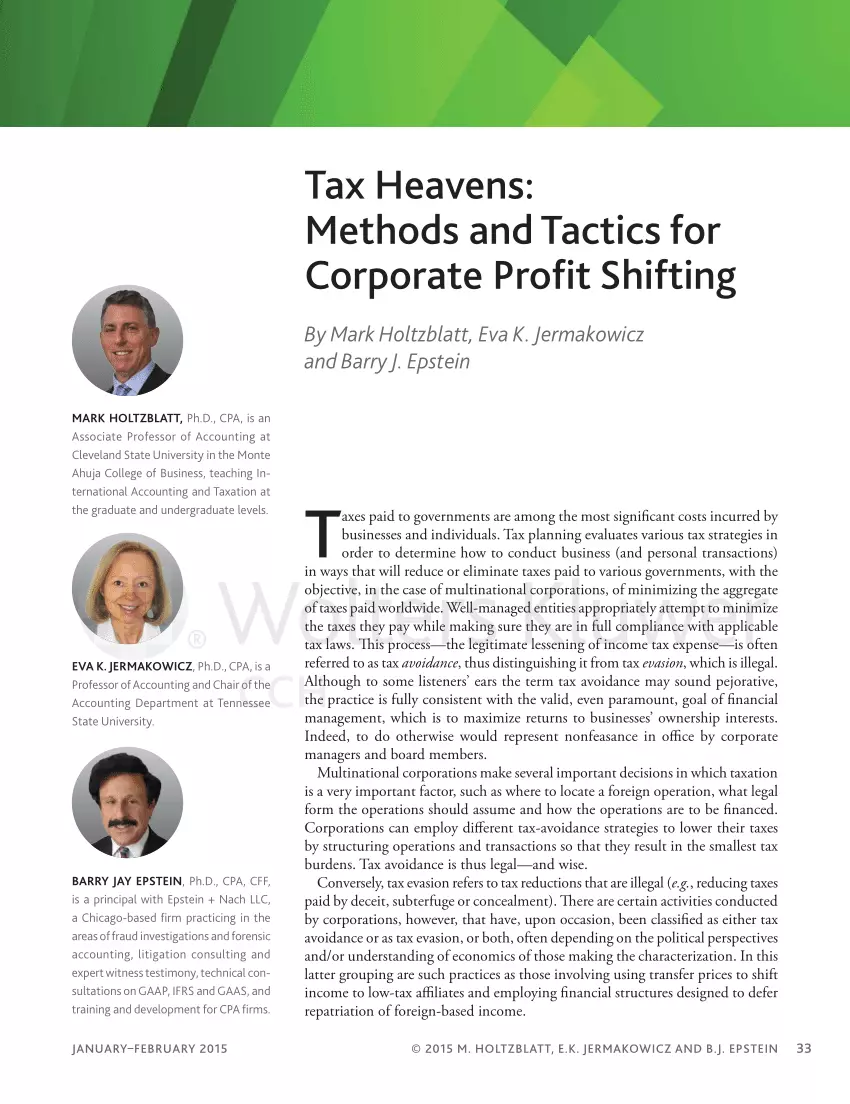 Tax Heavens:
Methods and Tactics for
Corporate Profit Shifting
By Mark Holtzblatt, Eva K. Jermakowicz
and Barry J. Epstein
MARK HOLTZBLATT, Ph.D., CPA, is an
Associate Professor of Accounting at
Cleveland State University in the Monte
Ahuja College of Business, teaching In-
ternational Accounting and Taxation at
the graduate and undergraduate levels.
EVA K. JERMAKOWICZ, Ph.D., CPA, is a
Professor of Accounting and Chair of the
Accounting Department at Tennessee
State University.
BARRY JAY EPSTEIN, Ph.D., CPA, CFF,
is a principal with Epstein + Nach LLC,
a Chicago-based firm practicing in the
areas of fraud investigations and forensic
accounting, litigation consulting and
expert witness testimony, technical con-
sultations on GAAP, IFRS and GAAS, and
training and development for CPA firms.
Taxes paid to governments are among the most significant costs incurred by
businesses and individuals. Tax planning evaluates various tax strategies in
order to determine how to conduct business (and personal transactions)
in ways that will reduce or eliminate taxes paid to various governments, with the
objective, in the case of multinational corporations, of minimizing the aggregate
of taxes paid worldwide. Well-managed entities appropriately attempt to minimize
the taxes they pay while making sure they are in full compliance with applicable
tax laws. This process—the legitimate lessening of income tax expense—is often
referred to as tax avoidance, thus distinguishing it from tax evasion, which is illegal.
Although to some listeners' ears the term tax avoidance may sound pejorative,
the practice is fully consistent with the valid, even paramount, goal of financial
management, which is to maximize returns to businesses' ownership interests.
Indeed, to do otherwise would represent nonfeasance in office by corporate
managers and board members.
Multinational corporations make several important decisions in which taxation
is a very important factor, such as where to locate a foreign operation, what legal
form the operations should assume and how the operations are to be financed.
Corporations can employ different tax-avoidance strategies to lower their taxes
by structuring operations and transactions so that they result in the smallest tax
burdens. Tax avoidance is thus legal—and wise.
Conversely, tax evasion refers to tax reductions that are illegal (e.g., reducing taxes
paid by deceit, subterfuge or concealment). There are certain activities conducted
by corporations, however, that have, upon occasion, been classified as either tax
avoidance or as tax evasion, or both, often depending on the political perspectives
and/or understanding of economics of those making the characterization. In this
latter grouping are such practices as those involving using transfer prices to shift
income to low-tax affiliates and employing financial structures designed to defer
repatriation of foreign-based income.
Wolters Kluwer
®
CCH
JANUARY–FEBRUARY 2015
© 2015 M. HOLTZBLATT, E.K. JERMAKOWICZ AND B.J. EPSTEIN 33